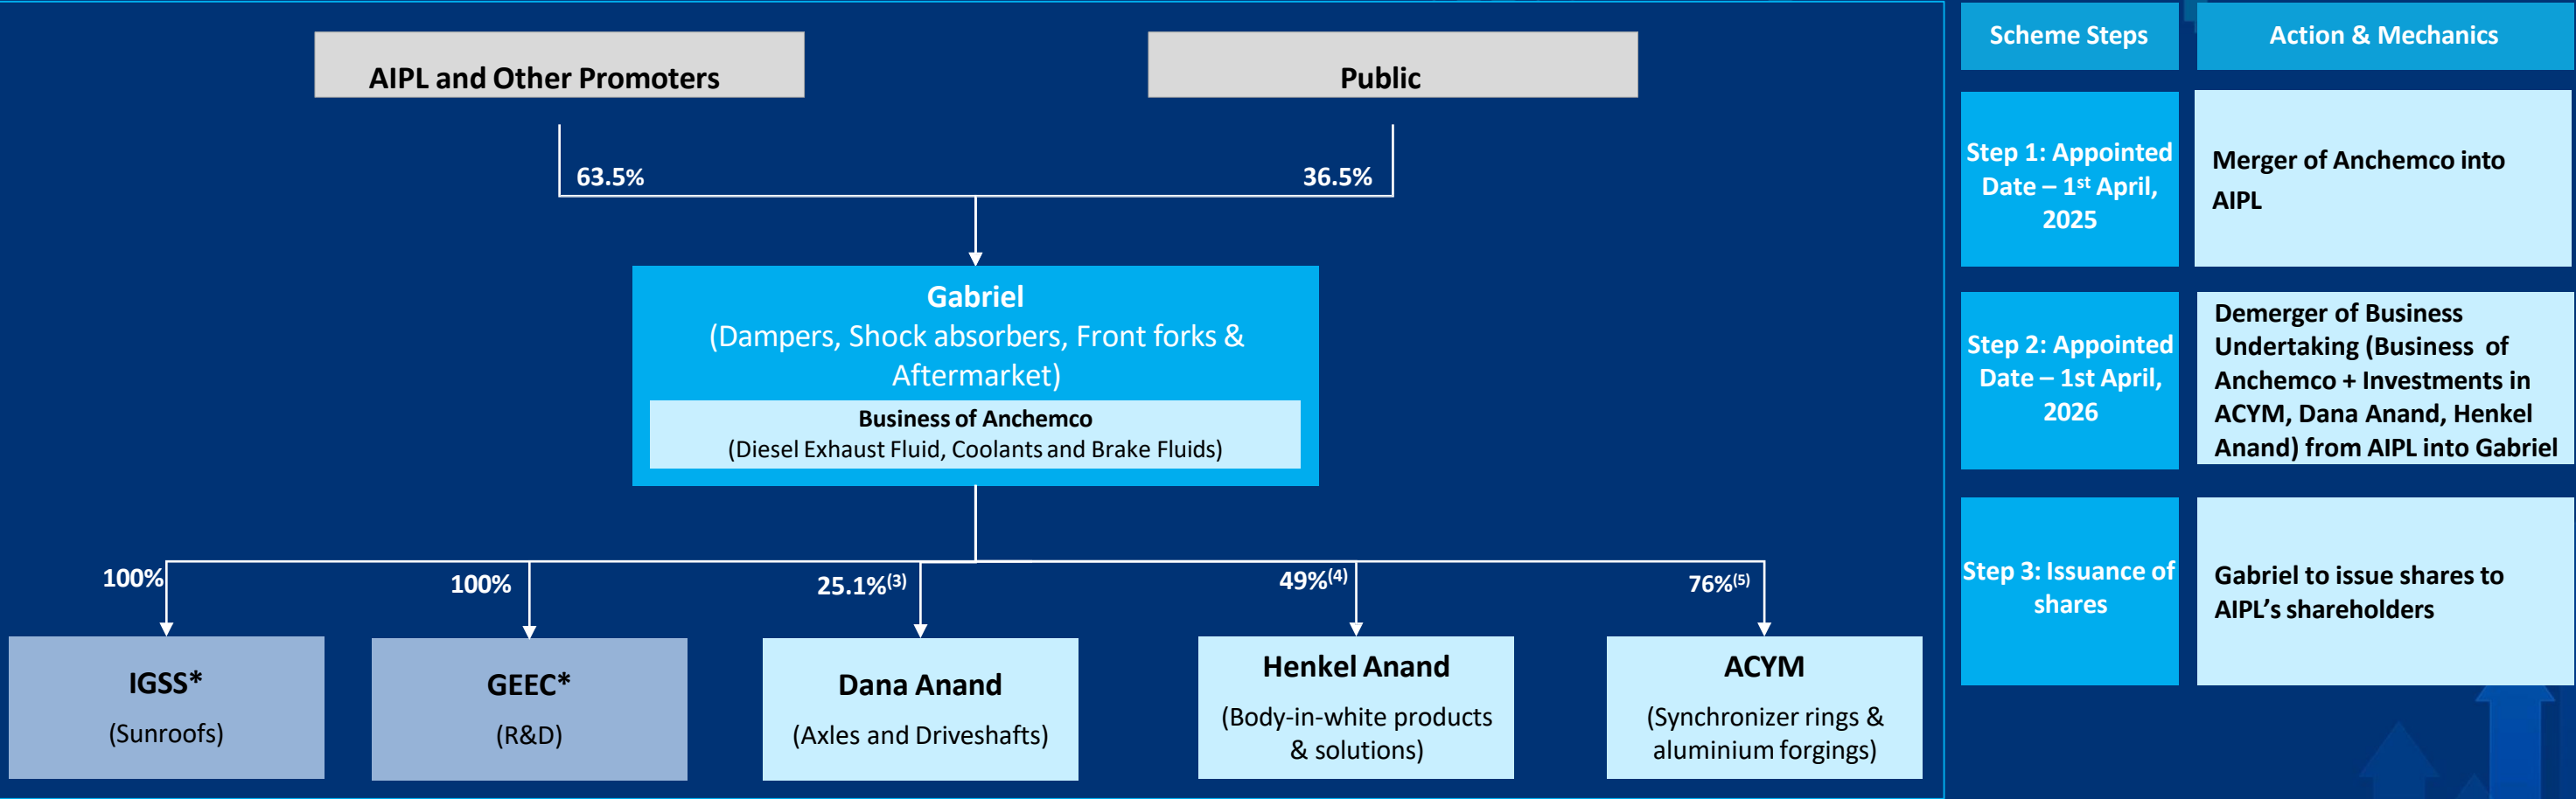 AIPL and Other Promoters
Public
63.5%
36.5%
Gabriel
(Dampers, Shock absorbers, Front forks &
Aftermarket)
Business of Anchemco
(Diesel Exhaust Fluid, Coolants and Brake Fluids)
100%
100%
25.1%(3)
49%(4)
76%(5)
IGSS*
(Sunroofs)
GEEC*
(R&D)
Dana Anand
(Axles and Driveshafts)
Henkel Anand
(Body-in-white products
& solutions)
ACYM
(Synchronizer rings &
aluminium forgings)
Scheme Steps
Action & Mechanics
Step 1: Appointed
Date – 1st April,
2025
Merger of Anchemco into
AIPL
Step 2: Appointed
Date – 1st April,
2026
Demerger of Business
Undertaking (Business of
Anchemco + Investments in
ACYM, Dana Anand, Henkel
Anand) from AIPL into Gabriel
Step 3: Issuance of
shares
Gabriel to issue shares to
AIPL’s shareholders